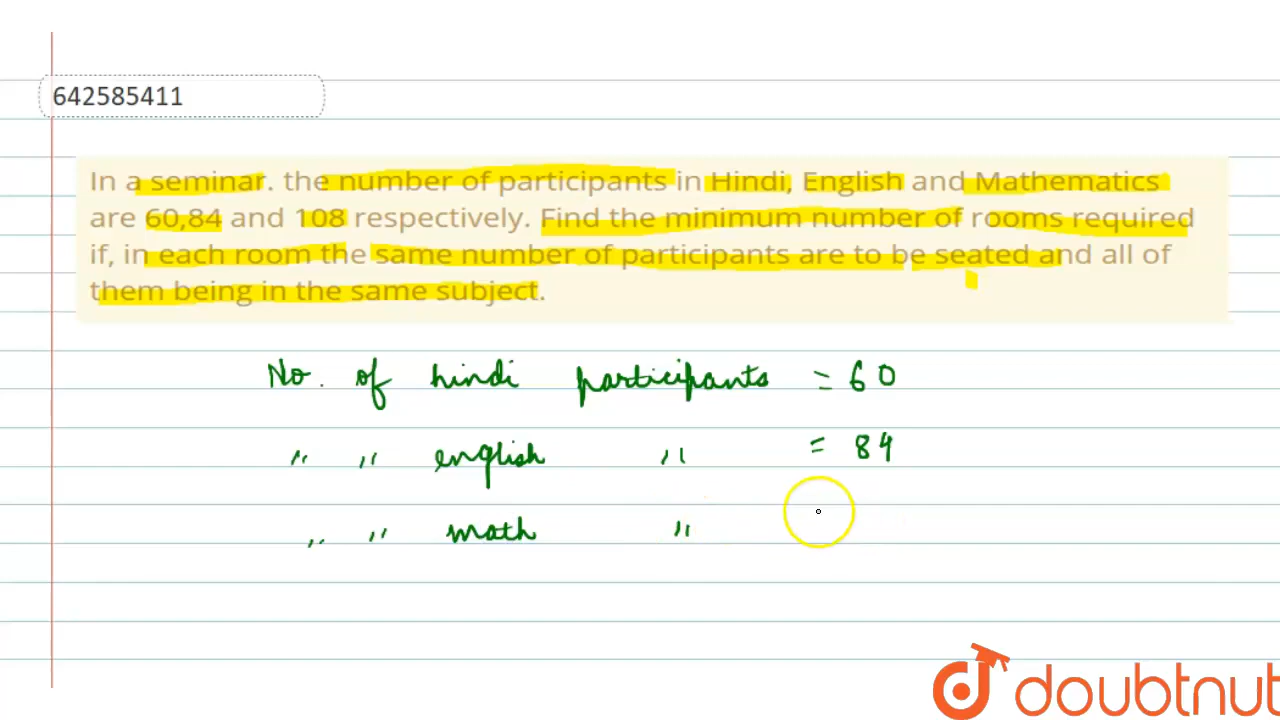 642585411
In a seminar. the number of participants in Hindi, English and Mathematics
are 60,84 and 108 respectively. Find the minimum number of rooms required
if, in each room the same number of participants are to be seated and all of
them being in the same subject.
No. of hindi participants = 60
" " english " = 84
" " math "
doubtnut